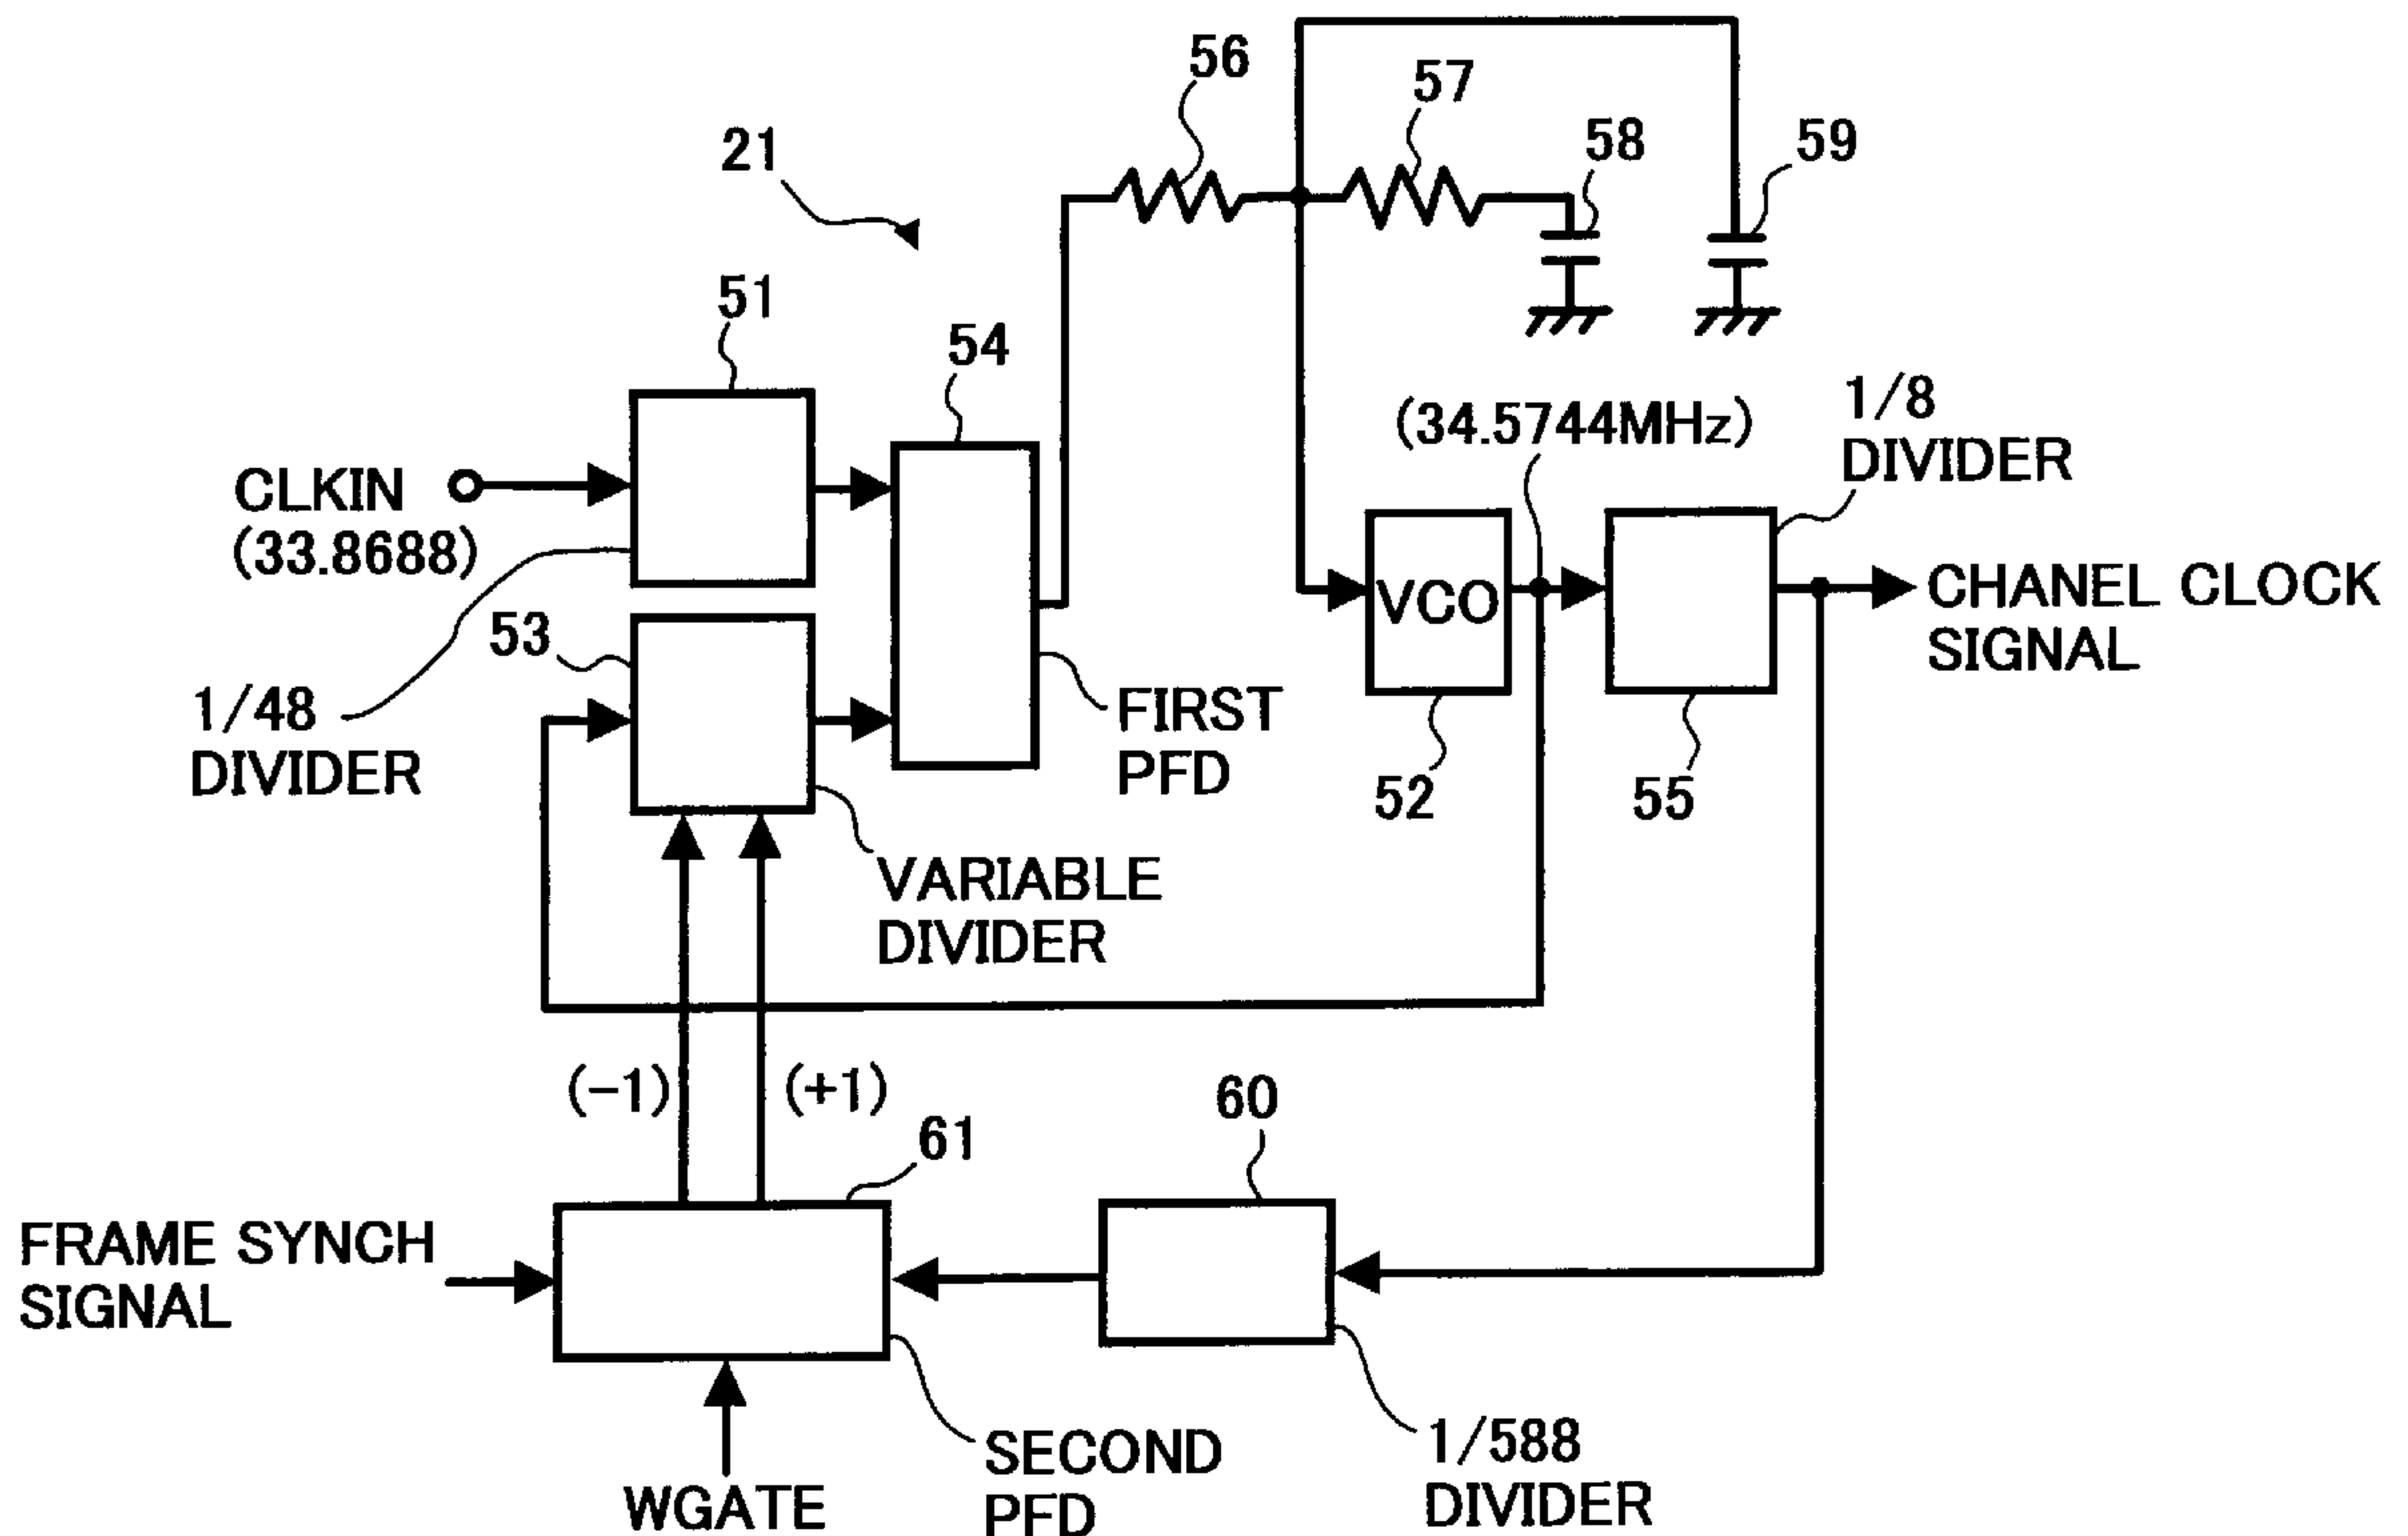 56
57
58
59
21
51
54
(34.5744MHz)
1/8
DIVIDER
CLKIN
(33.8688)
VCO
CHANEL CLOCK
SIGNAL
53
1/48
DIVIDER
FIRST
PFD
52
55
VARIABLE
DIVIDER
(-1)
(+1)
60
61
FRAME SYNCH
SIGNAL
SECOND
PFD
1/588
DIVIDER
WGATE